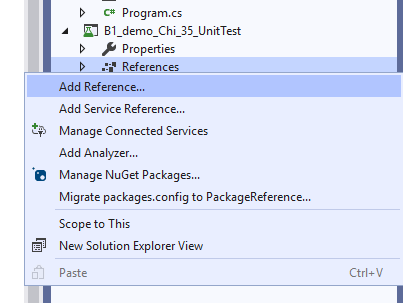 C# Program.cs
B1_demo_Chi_35_UnitTest
Properties
References
Add Reference...
Add Service Reference...
Manage Connected Services
Add Analyzer...
Manage NuGet Packages...
Migrate packages.config to PackageReference...
Scope to This
New Solution Explorer View
Paste Ctrl+V